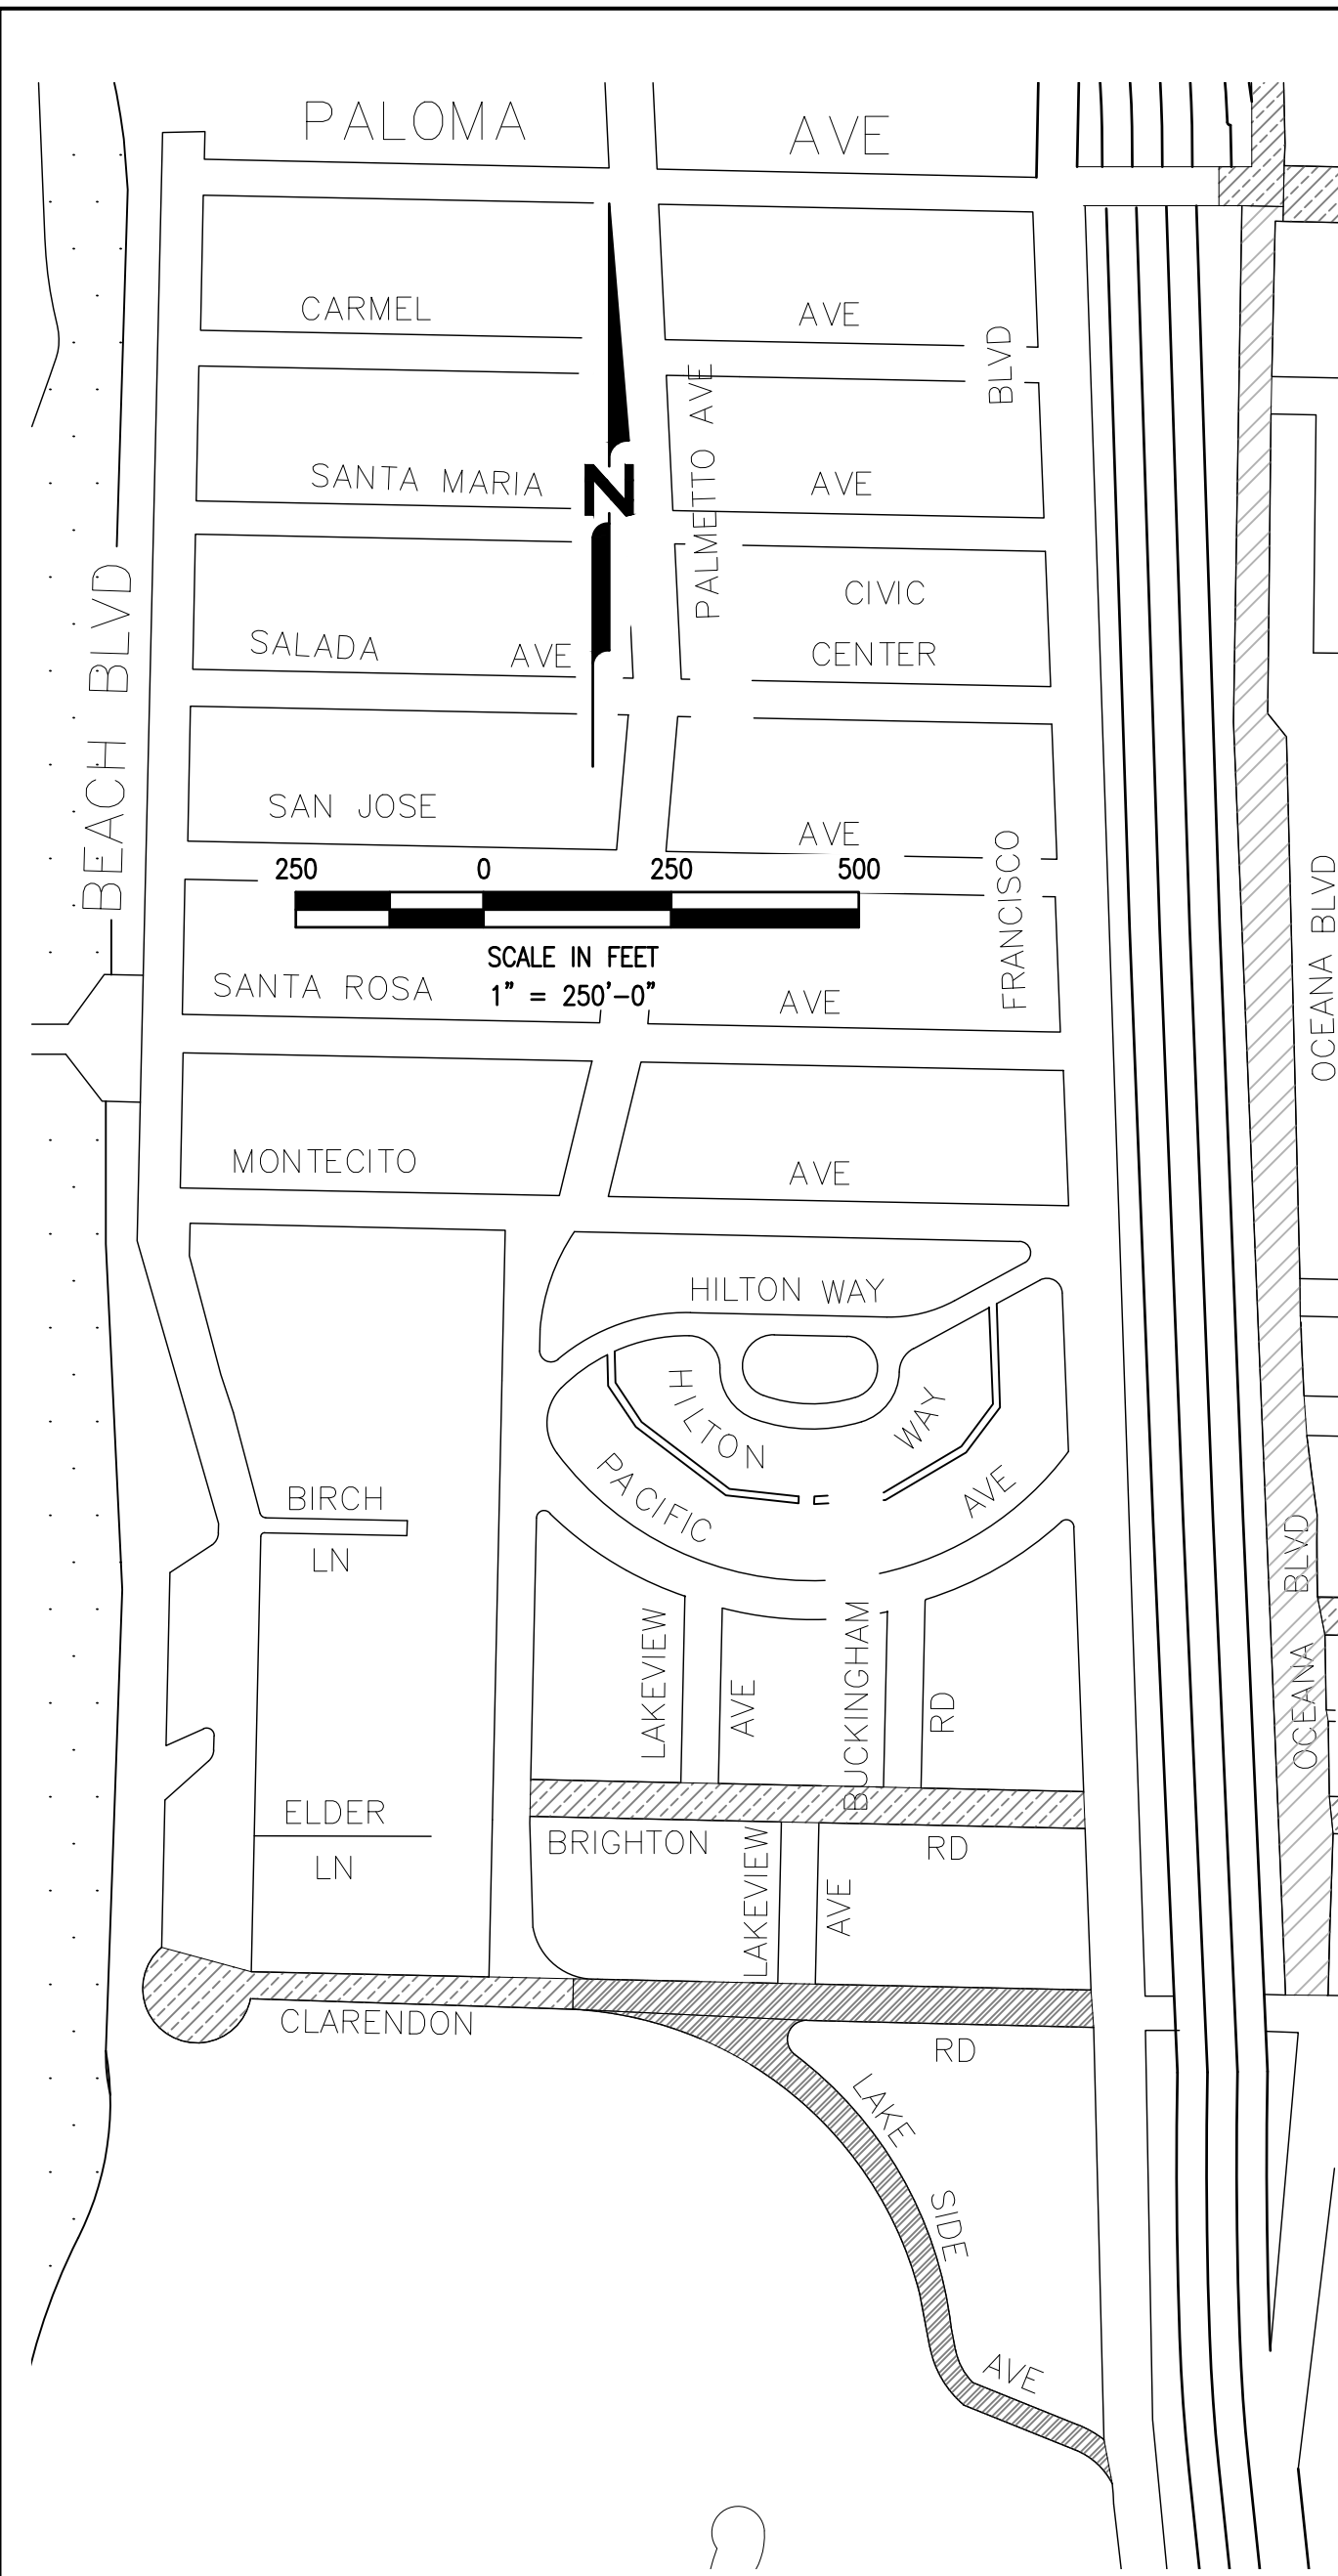 PALOMA AVE
CARMEL AVE
BLVD
PALMETTO AVE
SANTA MARIA AVE
N
BEACH BLVD
CIVIC
CENTER
SALADA AVE
SAN JOSE AVE
FRANCISCO
OCEANA BLVD
250 0 250 500
SCALE IN FEET
1" = 250'-0"
SANTA ROSA AVE
MONTECITO AVE
HILTON WAY
HILTON WAY
PACIFIC AVE
BIRCH
LN
OCEANA BLVD
LAKEVIEW AVE
BUCKINGHAM RD
ELDER
LN
BRIGHTON RD
LAKEVIEW AVE
CLARENDON RD
LAKE SIDE AVE